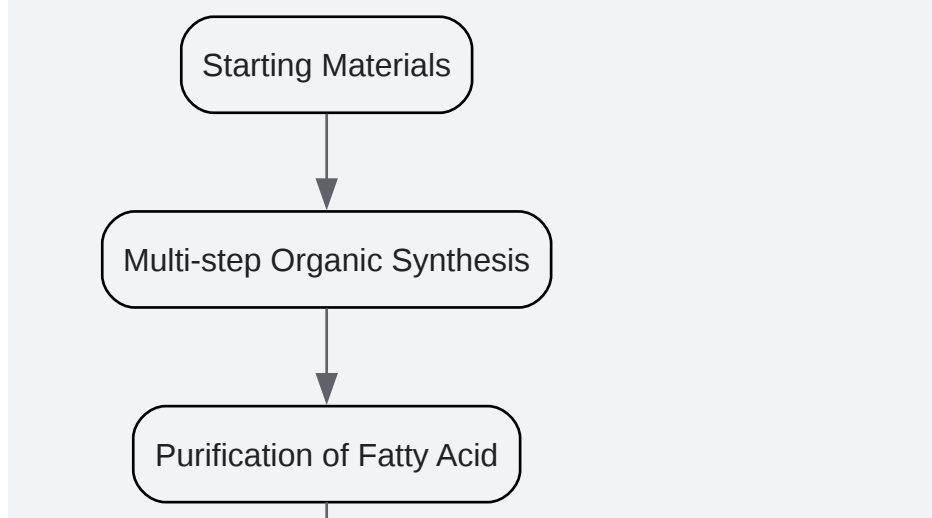 Starting Materials
Multi-step Organic Synthesis
Purification of Fatty Acid